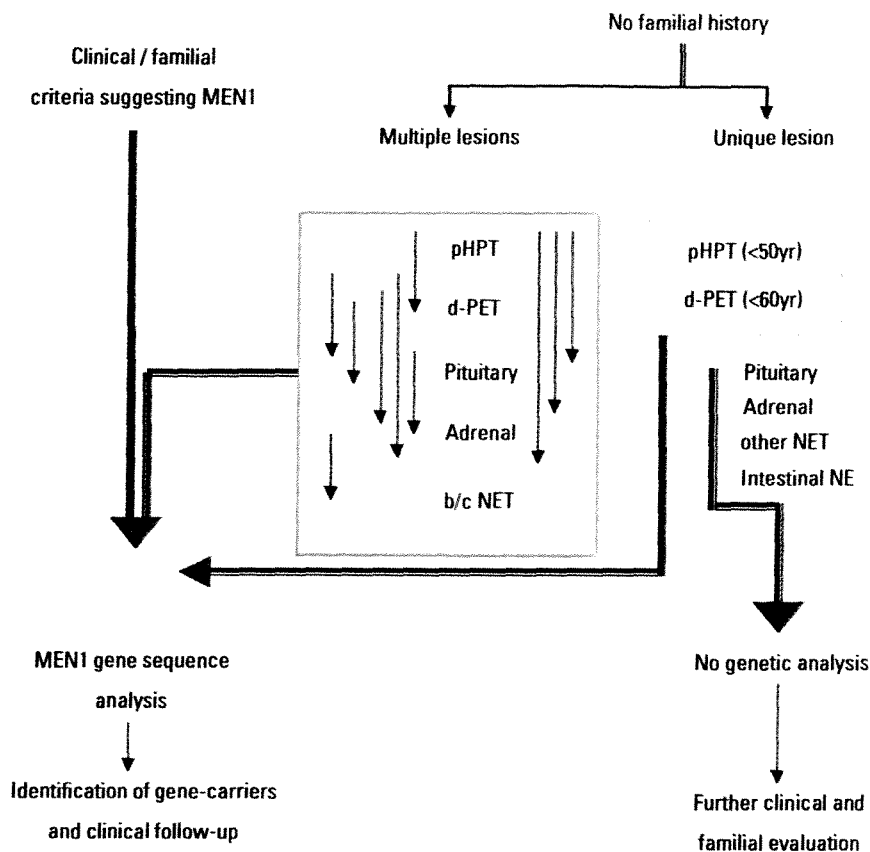 No familial history
Clinical / familial
criteria suggesting MEN1
Multiple lesions
Unique lesion
pHPT
d-PET
Pituitary
Adrenal
b/c NET
pHPT (<50yr)
d-PET (<60yr)
Pituitary
Adrenal
other NET
Intestinal NE
MEN1 gene sequence
analysis
Identification of gene-carriers
and clinical follow-up
No genetic analysis
Further clinical and
familial evaluation